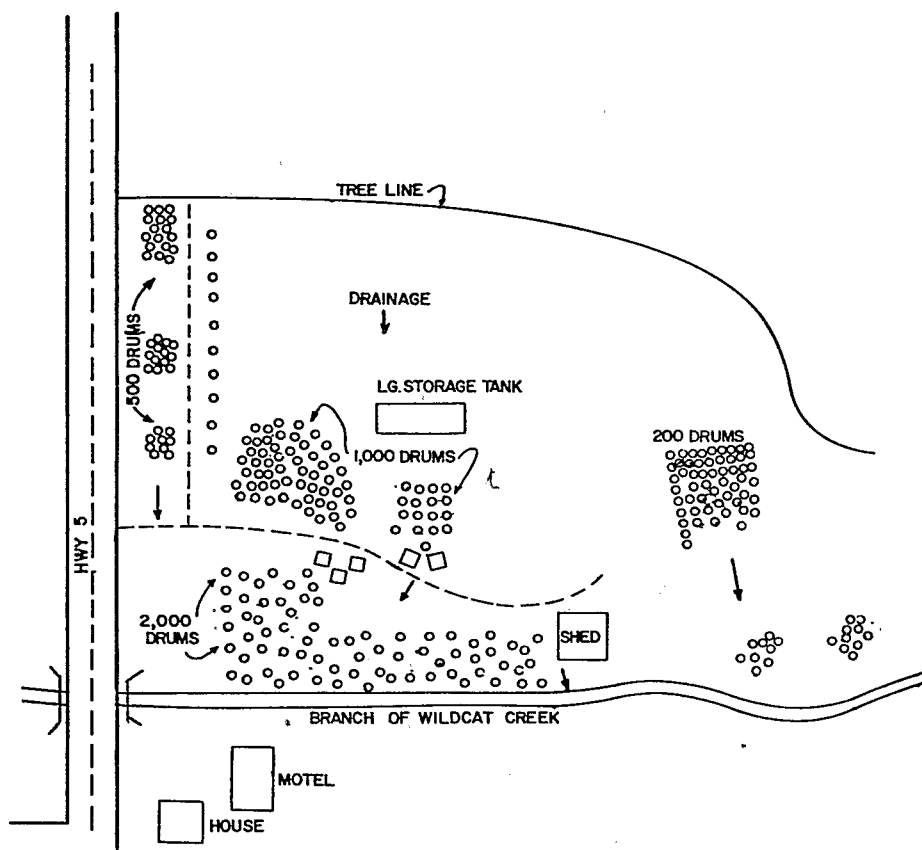 TREE LINE
DRAINAGE
500 DRUMS
LG. STORAGE TANK
1,000 DRUMS
200 DRUMS
t
HWY 5
2,000
DRUMS
SHED
BRANCH OF WILDCAT CREEK
MOTEL
HOUSE